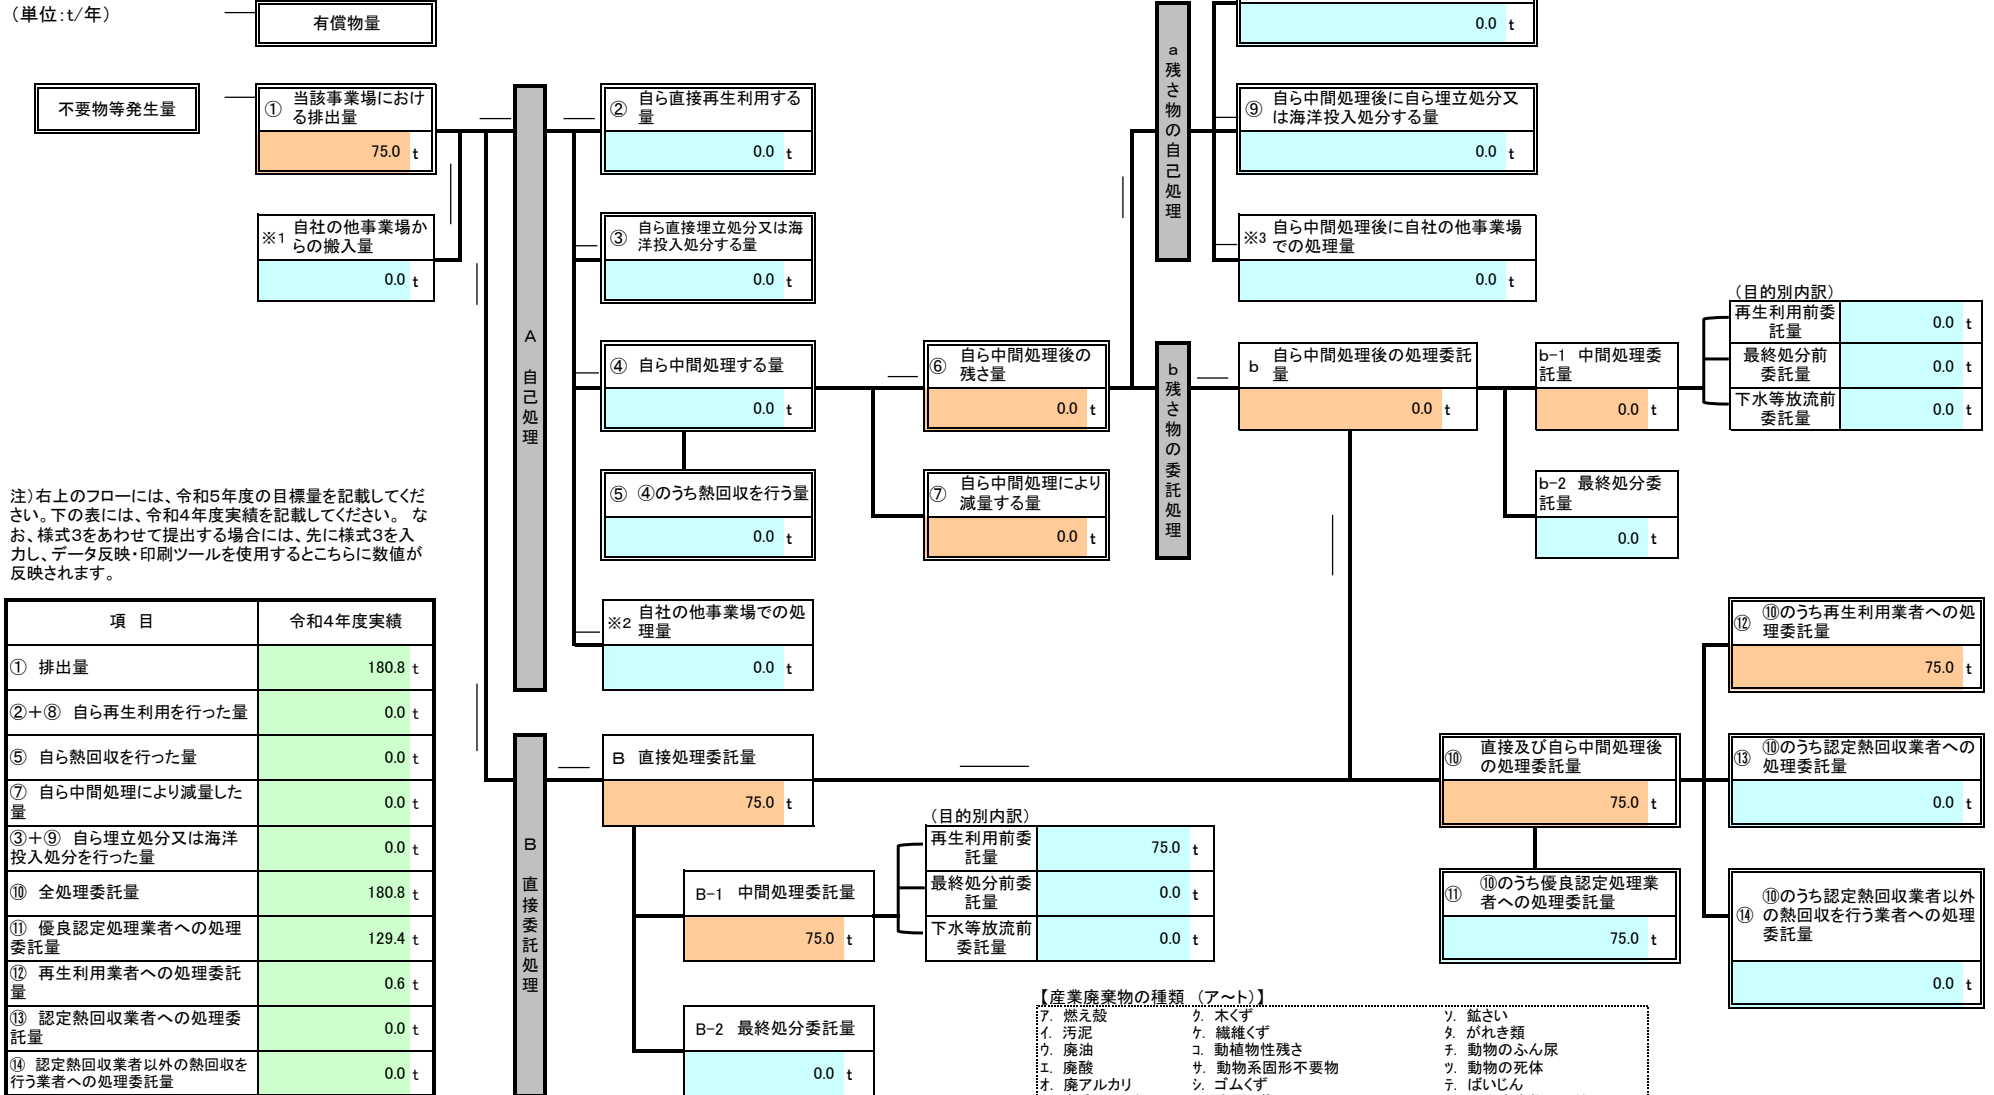 （単位：t/年）
有償物量
不要物等発生量
① 当該事業場におけ
る排出量
75.0 t
※1 自社の他事業場か
らの搬入量
0.0 t
A 自己処理
② 自ら直接再生利用する
量
0.0 t
③ 自ら直接埋立処分又は海
洋投入処分する量
0.0 t
④ 自ら中間処理する量
0.0 t
⑤ ④のうち熱回収を行う量
0.0 t
※2 自社の他事業場での処
理量
0.0 t
⑥ 自ら中間処理後の
残さ量
0.0 t
⑦ 自ら中間処理により
減量する量
0.0 t
a 残さ物の自己処理
0.0 t
⑨ 自ら中間処理後に自ら埋立処分又
は海洋投入処分する量
0.0 t
※3 自ら中間処理後に自社の他事業場
での処理量
0.0 t
b 残さ物の委託処理
b 自ら中間処理後の処理委託
量
0.0 t
b-1 中間処理委
託量
0.0 t
（目的別内訳）
再生利用前委
託量
0.0 t
最終処分前
委託量
0.0 t
下水等放流前
委託量
0.0 t
b-2 最終処分委
託量
0.0 t
注）右上のフローには、令和５年度の目標量を記載してくだ
さい。下の表には、令和４年度実績を記載してください。 な
お、様式３をあわせて提出する場合には、先に様式３を入
力し、データ反映・印刷ツールを使用するとこちらに数値が
反映されます。
項 目 令和４年度実績
① 排出量 180.8 t
②＋⑧ 自ら再生利用を行った量 0.0 t
⑤ 自ら熱回収を行った量 0.0 t
⑦ 自ら中間処理により減量した
量 0.0 t
③＋⑨ 自ら埋立処分又は海洋
投入処分を行った量 0.0 t
⑩ 全処理委託量 180.8 t
⑪ 優良認定処理業者への処理
委託量 129.4 t
⑫ 再生利用業者への処理委託
量 0.6 t
⑬ 認定熱回収業者への処理委
託量 0.0 t
⑭ 認定熱回収業者以外の熱回収を
行う業者への処理委託量 0.0 t
B 直接委託処理
B 直接処理委託量
75.0 t
B-1 中間処理委託量
75.0 t
（目的別内訳）
再生利用前委
託量
75.0 t
最終処分前委
託量
0.0 t
下水等放流前
委託量
0.0 t
B-2 最終処分委託量
0.0 t
⑩ 直接及び自ら中間処理後
の処理委託量
75.0 t
⑪ ⑩のうち優良認定処理業
者への処理委託量
75.0 t
⑫ ⑩のうち再生利用業者への処
理委託量
75.0 t
⑬ ⑩のうち認定熱回収業者への
処理委託量
0.0 t
⑭ ⑩のうち認定熱回収業者以外
の熱回収を行う業者への処理
委託量
0.0 t
【産業廃棄物の種類 （ア～ト）】
ｱ. 燃え殻 ｸ. 木くず ｿ. 鉱さい
ｲ. 汚泥 ｹ. 繊維くず ﾀ. がれき類
ｳ. 廃油 ｺ. 動植物性残さ ﾁ. 動物のふん尿
ｴ. 廃酸 ｻ. 動物系固形不要物 ﾂ. 動物の死体
ｵ. 廃アルカリ ｼ. ゴムくず ﾃ. ばいじん